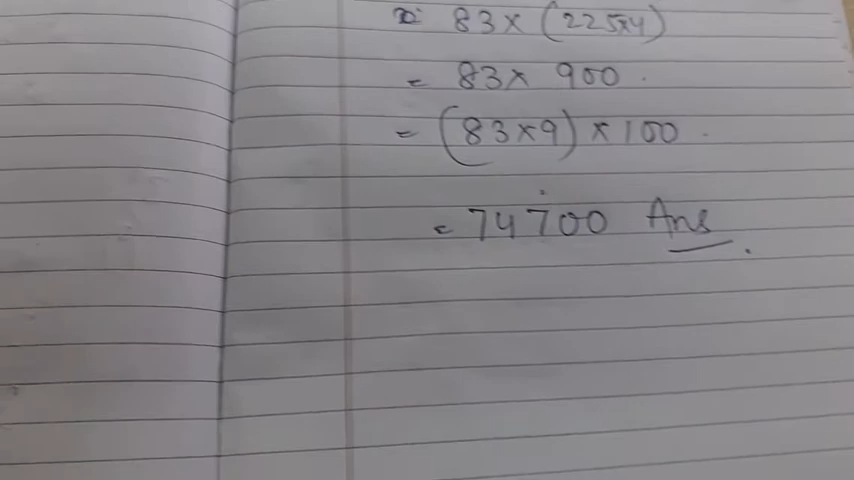 = 83 × (225×4)
= 83 × 900
= (83×9) × 100
= 74700 Ans